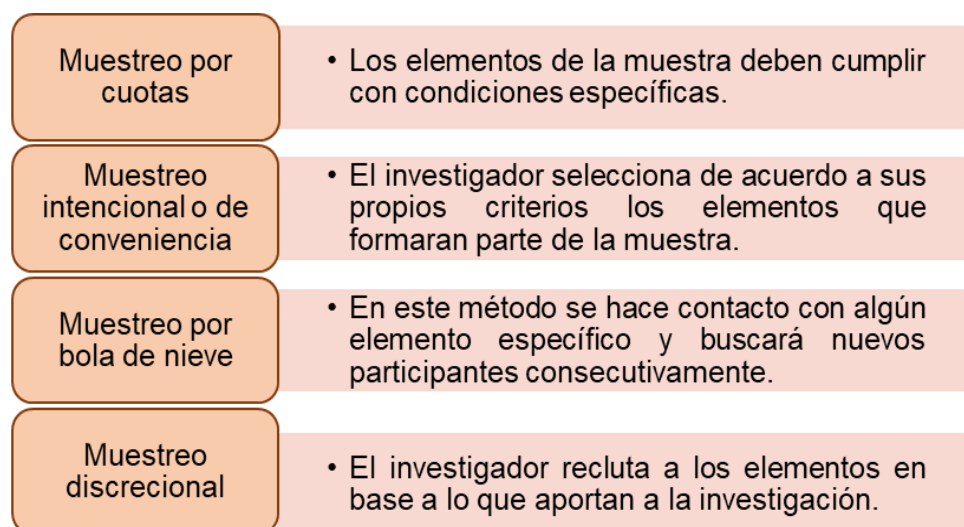 Muestreo por
cuotas
• Los elementos de la muestra deben cumplir
con condiciones específicas.
Muestreo
intencional o de
conveniencia
• El investigador selecciona de acuerdo a sus
propios criterios los elementos que
formaran parte de la muestra.
Muestreo por
bola de nieve
• En este método se hace contacto con algún
elemento específico y buscará nuevos
participantes consecutivamente.
Muestreo
discrecional
• El investigador recluta a los elementos en
base a lo que aportan a la investigación.